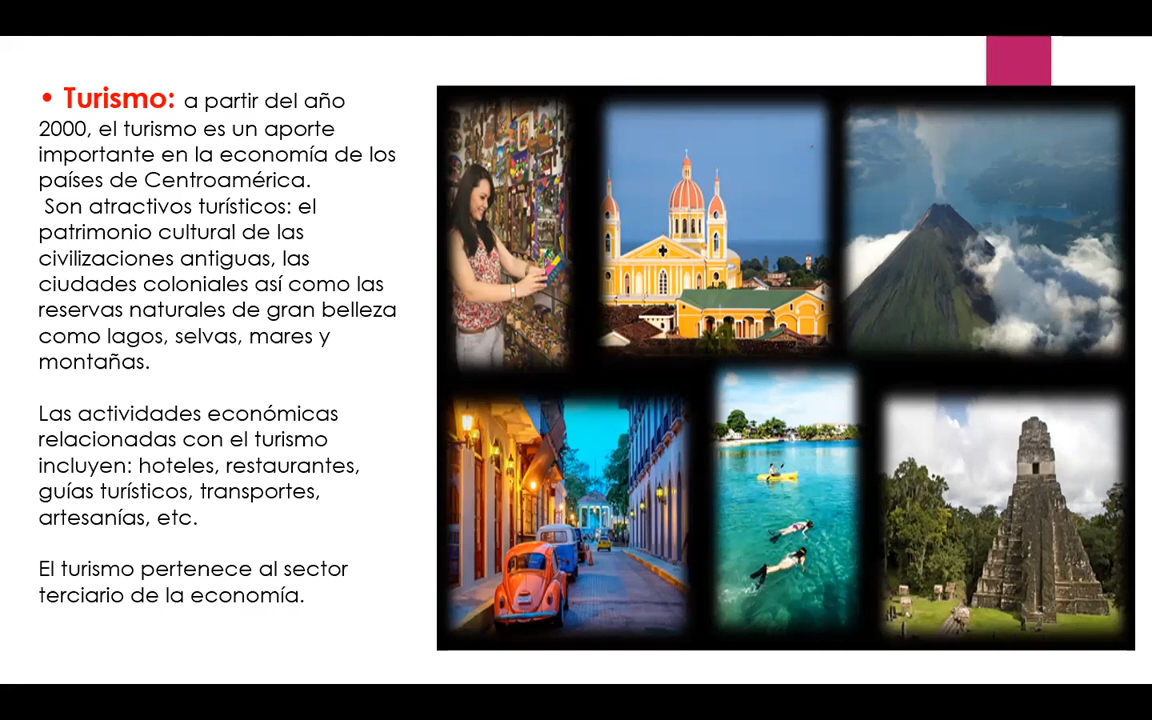 • Turismo: a partir del año
2000, el turismo es un aporte
importante en la economía de los
países de Centroamérica.
Son atractivos turísticos: el
patrimonio cultural de las
civilizaciones antiguas, las
ciudades coloniales así como las
reservas naturales de gran belleza
como lagos, selvas, mares y
montañas.
Las actividades económicas
relacionadas con el turismo
incluyen: hoteles, restaurantes,
guías turísticos, transportes,
artesanías, etc.
El turismo pertenece al sector
terciario de la economía.